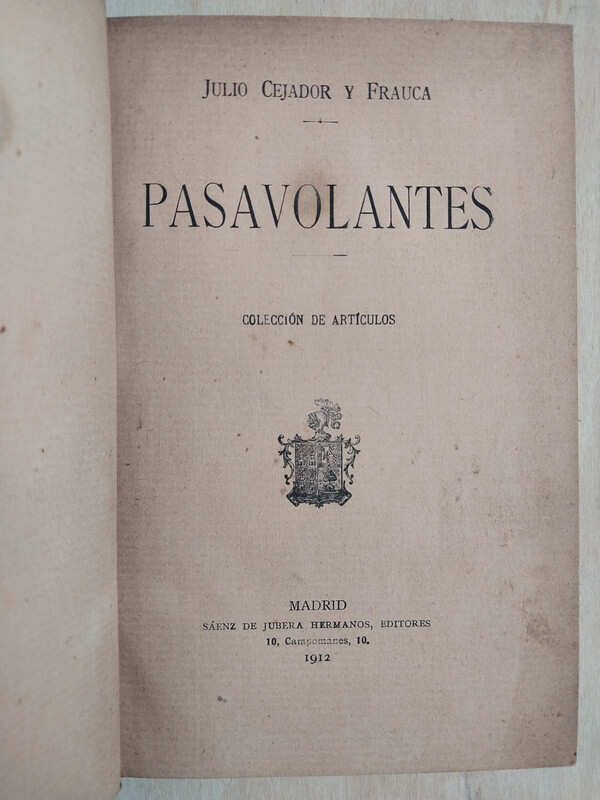 JULIO CEJADOR Y FRAUCA
PASAVOLANTES
COLECCIÓN DE ARTÍCULOS
MADRID
SÁENZ DE JUBERA HERMANOS, EDITORES
10, Campomanes, 10.
1912